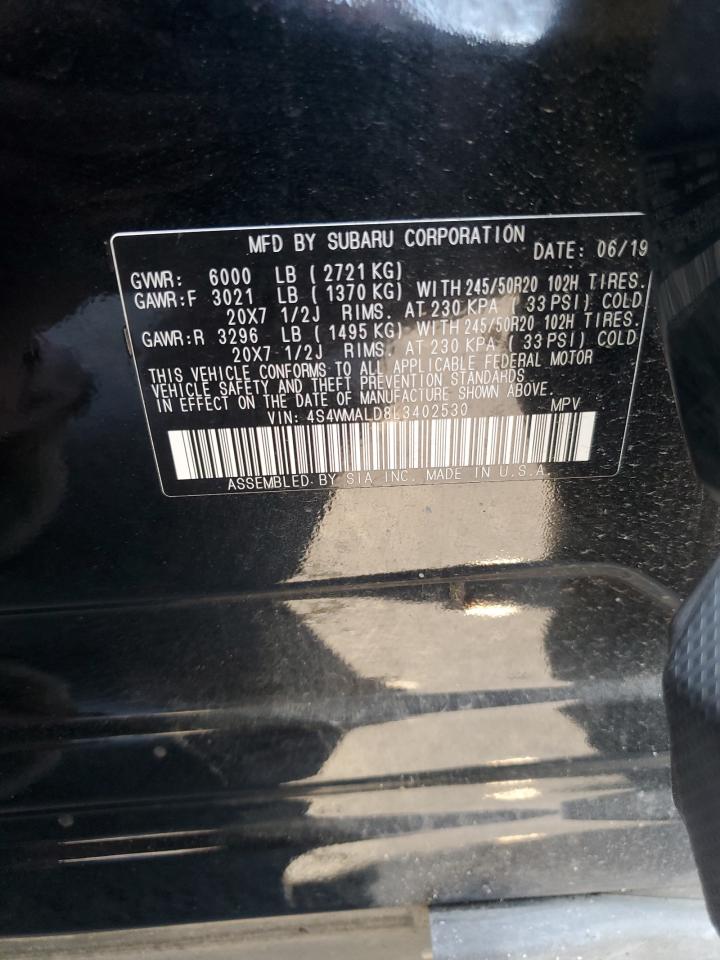 MFD BY SUBARU CORPORATION DATE: 06/19
GVWR: 6000 LB ( 2721 KG)
GAWR:F 3021 LB ( 1370 KG) WITH 245/50R20 102H TIRES.
20X7 1/2J RIMS. AT 230 KPA ( 33 PSI) COLD
GAWR:R 3296 LB ( 1495 KG) WITH 245/50R20 102H TIRES.
20X7 1/2J RIMS. AT 230 KPA ( 33 PSI) COLD
THIS VEHICLE CONFORMS TO ALL APPLICABLE FEDERAL MOTOR
VEHICLE SAFETY AND THEFT PREVENTION STANDARDS
IN EFFECT ON THE DATE OF MANUFACTURE SHOWN ABOVE.
VIN: 4S4WMALD8L3402530 MPV
ASSEMBLED BY SIA INC. MADE IN U.S.A.